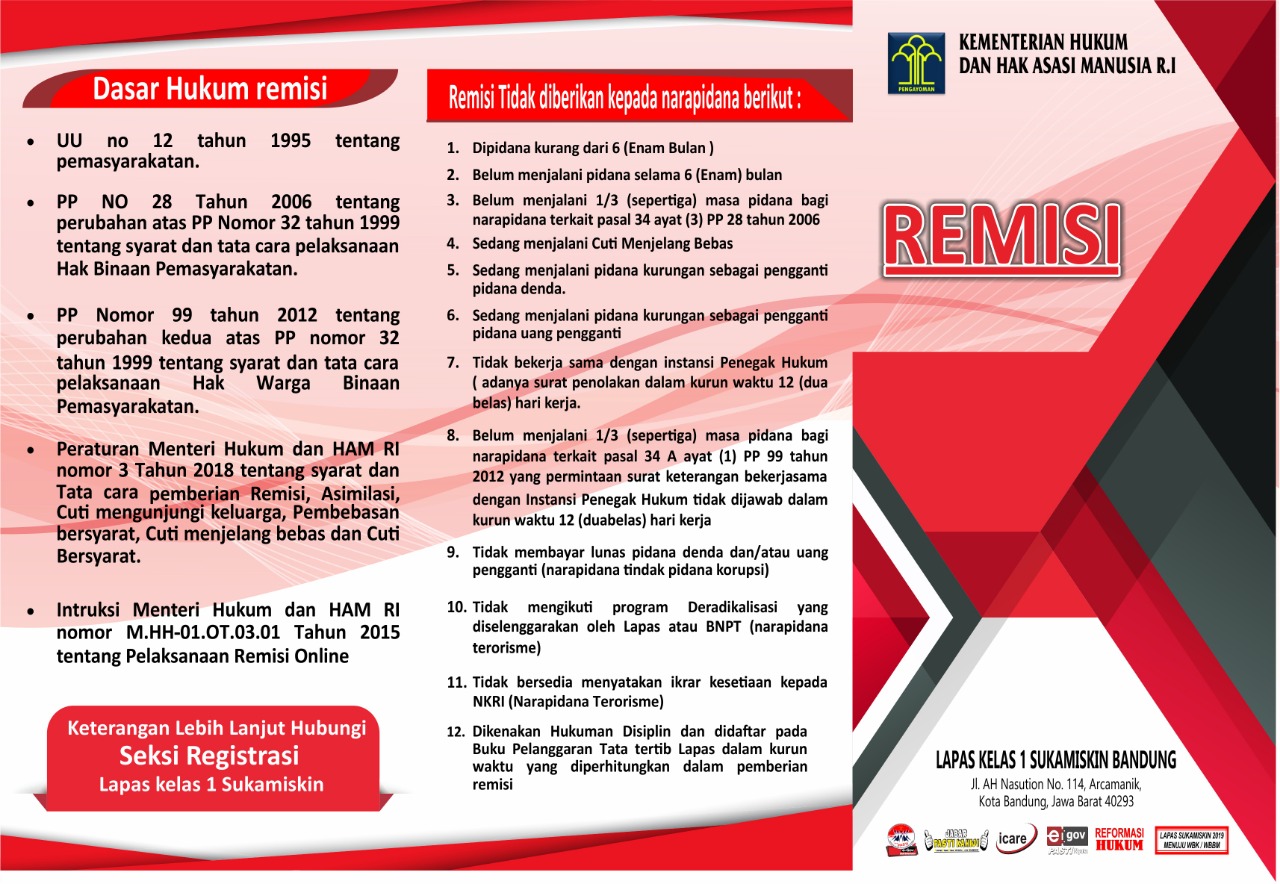 Dasar Hukum remisi
• UU no 12 tahun 1995 tentang
pemasyarakatan.
• PP NO 28 Tahun 2006 tentang
perubahan atas PP Nomor 32 tahun 1999
tentang syarat dan tata cara pelaksanaan
Hak Binaan Pemasyarakatan.
• PP Nomor 99 tahun 2012 tentang
perubahan kedua atas PP nomor 32
tahun 1999 tentang syarat dan tata cara
pelaksanaan Hak Warga Binaan
Pemasyarakatan.
• Peraturan Menteri Hukum dan HAM RI
nomor 3 Tahun 2018 tentang syarat dan
Tata cara pemberian Remisi, Asimilasi,
Cuti mengunjungi keluarga, Pembebasan
bersyarat, Cuti menjelang bebas dan Cuti
Bersyarat.
• Intruksi Menteri Hukum dan HAM RI
nomor M.HH-01.OT.03.01 Tahun 2015
tentang Pelaksanaan Remisi Online
Keterangan Lebih Lanjut Hubungi
Seksi Registrasi
Lapas kelas 1 Sukamiskin
Remisi Tidak diberikan kepada narapidana berikut :
1. Dipidana kurang dari 6 (Enam Bulan )
2. Belum menjalani pidana selama 6 (Enam) bulan
3. Belum menjalani 1/3 (sepertiga) masa pidana bagi
narapidana terkait pasal 34 ayat (3) PP 28 tahun 2006
4. Sedang menjalani Cuti Menjelang Bebas
5. Sedang menjalani pidana kurungan sebagai pengganti
pidana denda.
6. Sedang menjalani pidana kurungan sebagai pengganti
pidana uang pengganti
7. Tidak bekerja sama dengan instansi Penegak Hukum
( adanya surat penolakan dalam kurun waktu 12 (dua
belas) hari kerja.
8. Belum menjalani 1/3 (sepertiga) masa pidana bagi
narapidana terkait pasal 34 A ayat (1) PP 99 tahun
2012 yang permintaan surat keterangan bekerjasama
dengan Instansi Penegak Hukum tidak dijawab dalam
kurun waktu 12 (duabelas) hari kerja
9. Tidak membayar lunas pidana denda dan/atau uang
pengganti (narapidana tindak pidana korupsi)
10. Tidak mengikuti program Deradikalisasi yang
diselenggarakan oleh Lapas atau BNPT (narapidana
terorisme)
11. Tidak bersedia menyatakan ikrar kesetiaan kepada
NKRI (Narapidana Terorisme)
12. Dikenakan Hukuman Disiplin dan didaftar pada
Buku Pelanggaran Tata tertib Lapas dalam kurun
waktu yang diperhitungkan dalam pemberian
remisi
PENGAYOMAN
KEMENTERIAN HUKUM
DAN HAK ASASI MANUSIA R.I
REMISI
LAPAS KELAS 1 SUKAMISKIN BANDUNG
Jl. AH Nasution No. 114, Arcamanik,
Kota Bandung, Jawa Barat 40293
JABAR
icare
e gov
PASTI
REFORMASI
HUKUM
LAPAS SUKAMISKIN 2019
MENUJU WBK / WBBM